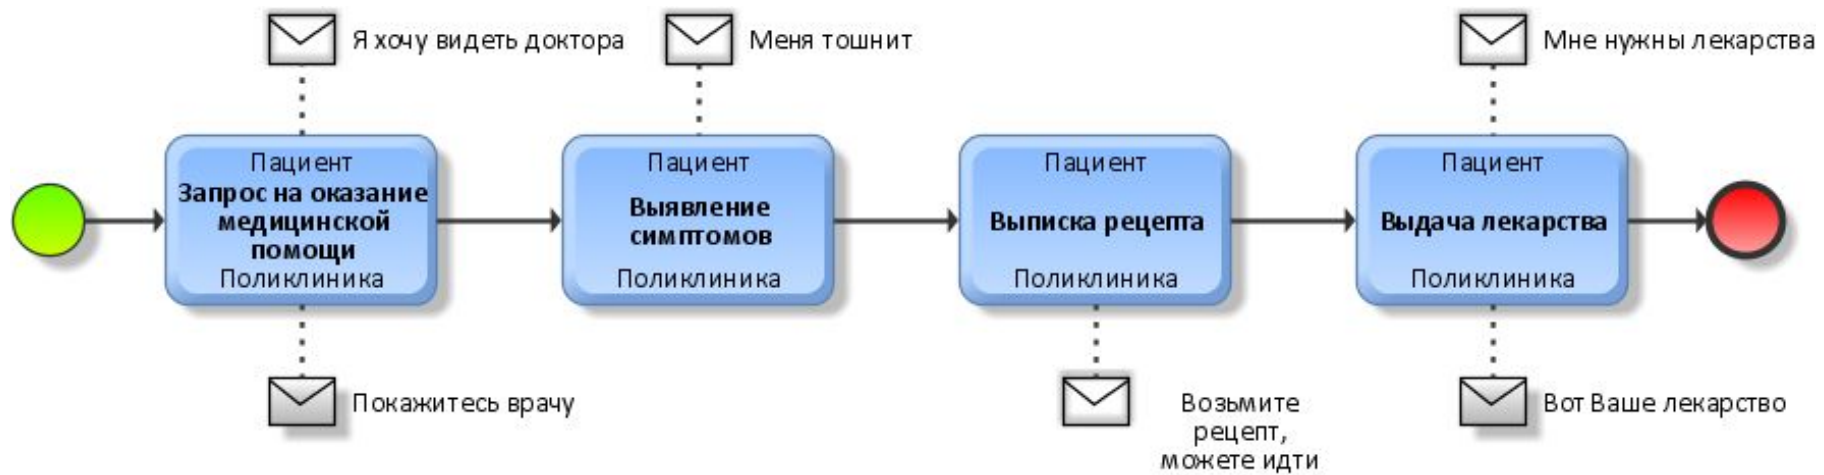 Я хочу видеть доктора
Меня тошнит
Мне нужны лекарства
Пациент
Запрос на оказание
медицинской
помощи
Поликлиника
Пациент
Выявление
симптомов
Поликлиника
Пациент
Выписка рецепта
Поликлиника
Пациент
Выдача лекарства
Поликлиника
Покажитесь врачу
Возьмите
рецепт,
можете идти
Вот Ваше лекарство